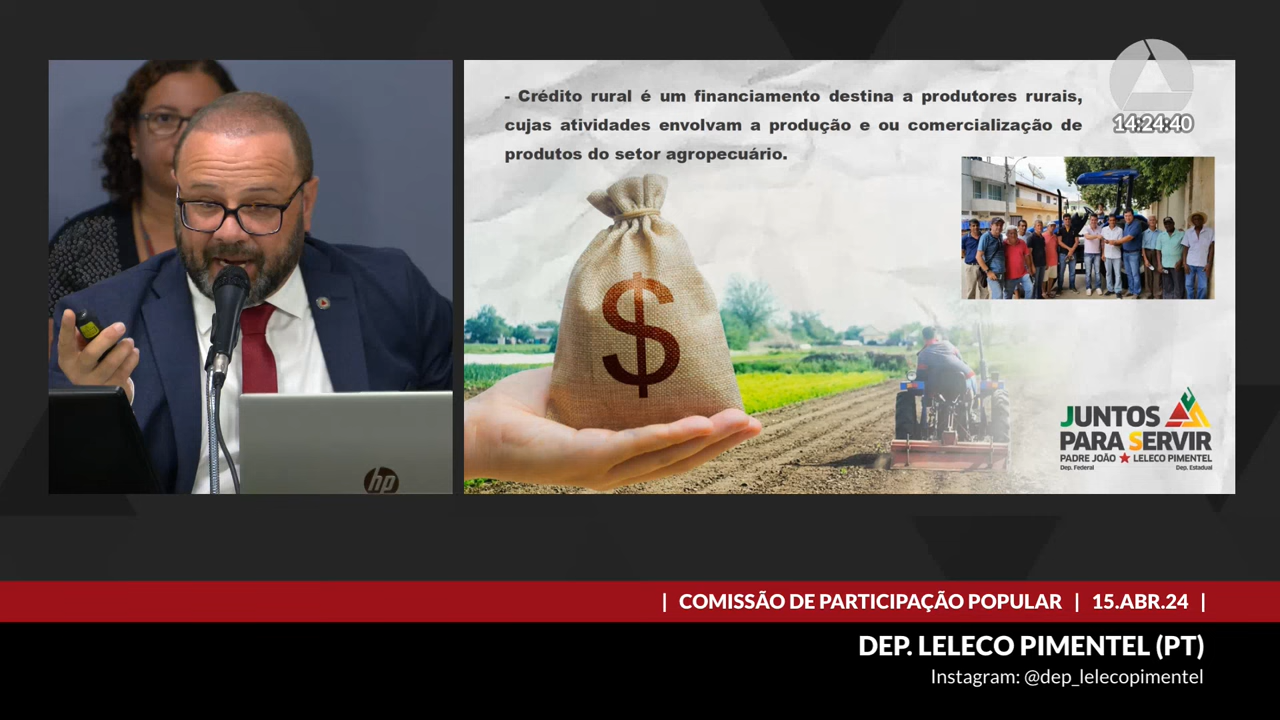 - Crédito rural é um financiamento destina a produtores rurais,
cujas atividades envolvam a produção e ou comercialização de
produtos do setor agropecuário.
14:24:40
$
JUNTOS
PARA SERVIR
PADRE JOÃO ★ LELECO PIMENTEL
Dep. Federal Dep. Estadual
hp
| COMISSÃO DE PARTICIPAÇÃO POPULAR | 15.ABR.24 |
DEP. LELECO PIMENTEL (PT)
Instagram: @dep_lelecopimentel